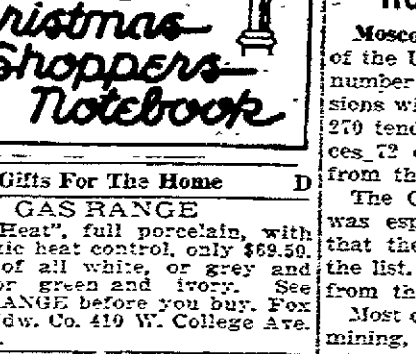 ristmas
Shoppers
Notebook
Gifts For The Home D
GAS RANGE
Heat", full porcelain, with
ic heat control, only $69.50.
of all white, or grey and
or green and ivory. See
ANGE before you buy. Fox
dw. Co. 410 W. College Ave.
Mosco
of the U
number
sions wi
270 tend
ces 72
from th
The C
was esp
that the
the list.
from th
Most
mining,